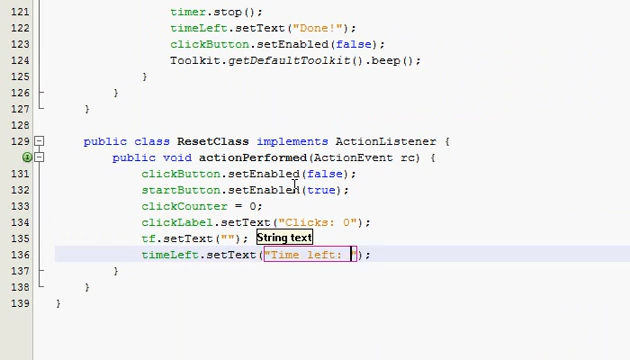 121 timer.stop();
122 timeLeft.setText("Done!");
123 clickButton.setEnabled(false);
124 Toolkit.getDefaultToolkit().beep();
125 }
126 }
127 }
128
129 public class ResetClass implements ActionListener {
public void actionPerformed(ActionEvent rc) {
131 clickButton.setEnabled(false);
132 startButton.setEnabled(true);
133 clickCounter = 0;
134 clickLabel.setText("Clicks: 0");
135 tf.setText(""); String text
136 timeLeft.setText("Time left: ");
137 }
138 }
139 }